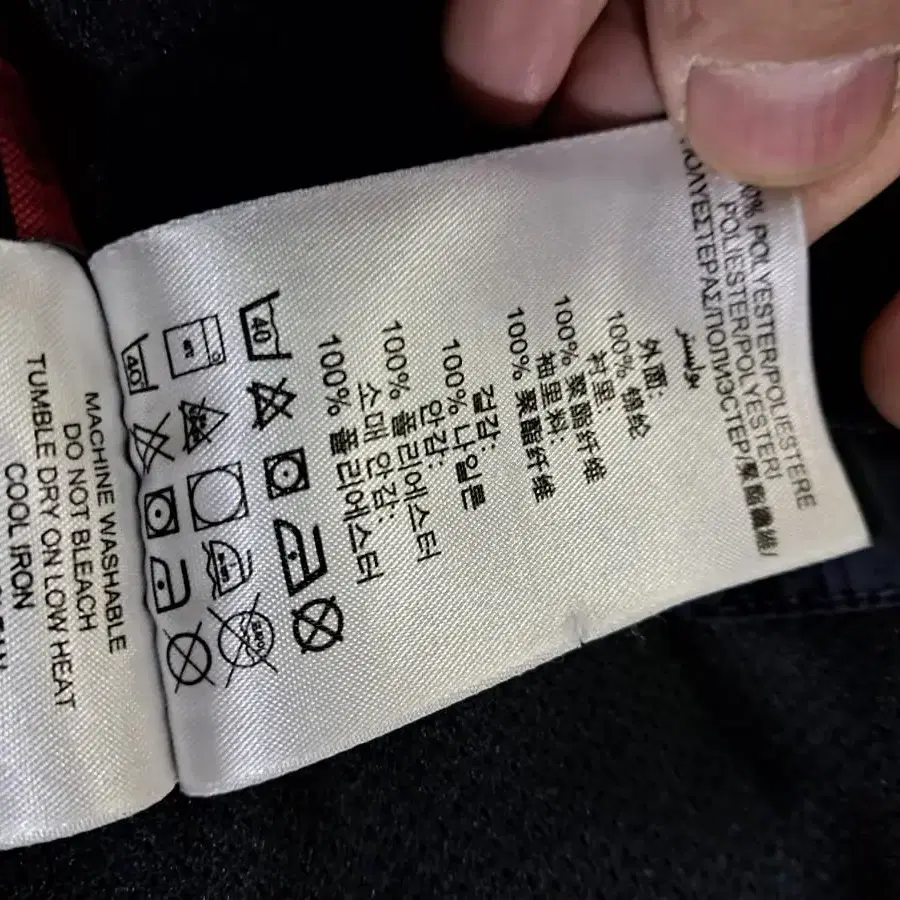 POLYESTER/POLIESTERE
POLIESTER/POLYESTER/
ΠΟΛΥΕΣΤΕΡΑΣ/ПОЛИЭСТЕР/聚酯纖維/
بوليستر
外面:
100% 锦纶
衬里:
100% 聚酯纤维
袖里料:
100% 聚酯纤维
겉감:
100% 나일론
안감:
100% 폴리에스터
소매 안감:
100% 폴리에스터
40
40
MACHINE WASHABLE
DO NOT BLEACH
TUMBLE DRY ON LOW HEAT
COOL IRON